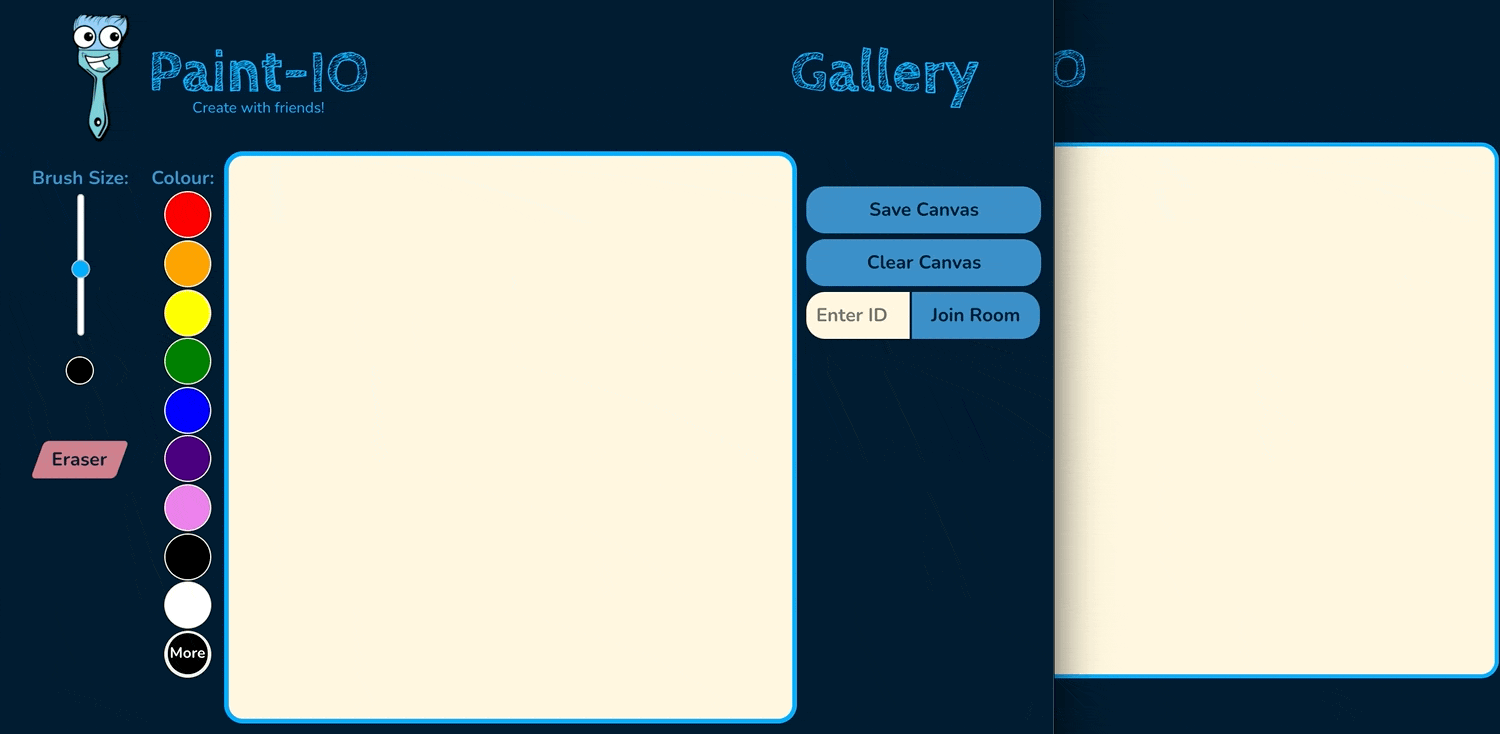 Paint-IO
Create with friends!
Gallery
O
Brush Size:
Colour:
Save Canvas
Clear Canvas
Enter ID
Join Room
Eraser
More